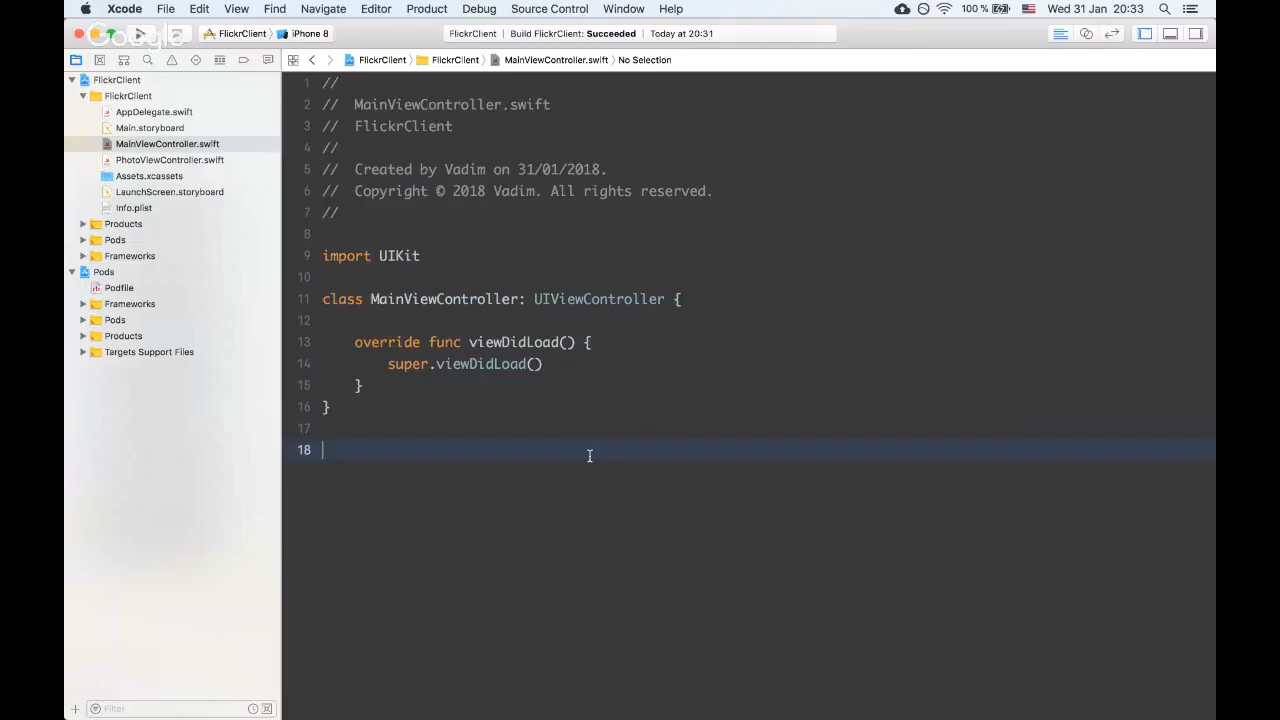 Xcode File Edit View Find Navigate Editor Product Debug Source Control Window Help 100 % Wed 31 Jan 20:33
Google
FlickrClient iPhone 8 FlickrClient Build FlickrClient: Succeeded Today at 20:31
FlickrClient FlickrClient MainViewController.swift No Selection
FlickrClient
FlickrClient
AppDelegate.swift
Main.storyboard
MainViewController.swift
PhotoViewController.swift
Assets.xcassets
LaunchScreen.storyboard
Info.plist
Products
Pods
Frameworks
Pods
Podfile
Frameworks
Pods
Products
Targets Support Files
Filter
1 //
2 // MainViewController.swift
3 // FlickrClient
4 //
5 // Created by Vadim on 31/01/2018.
6 // Copyright © 2018 Vadim. All rights reserved.
7 //
8
9 import UIKit
10
11 class MainViewController: UIViewController {
12
13 override func viewDidLoad() {
14 super.viewDidLoad()
15 }
16 }
17
18